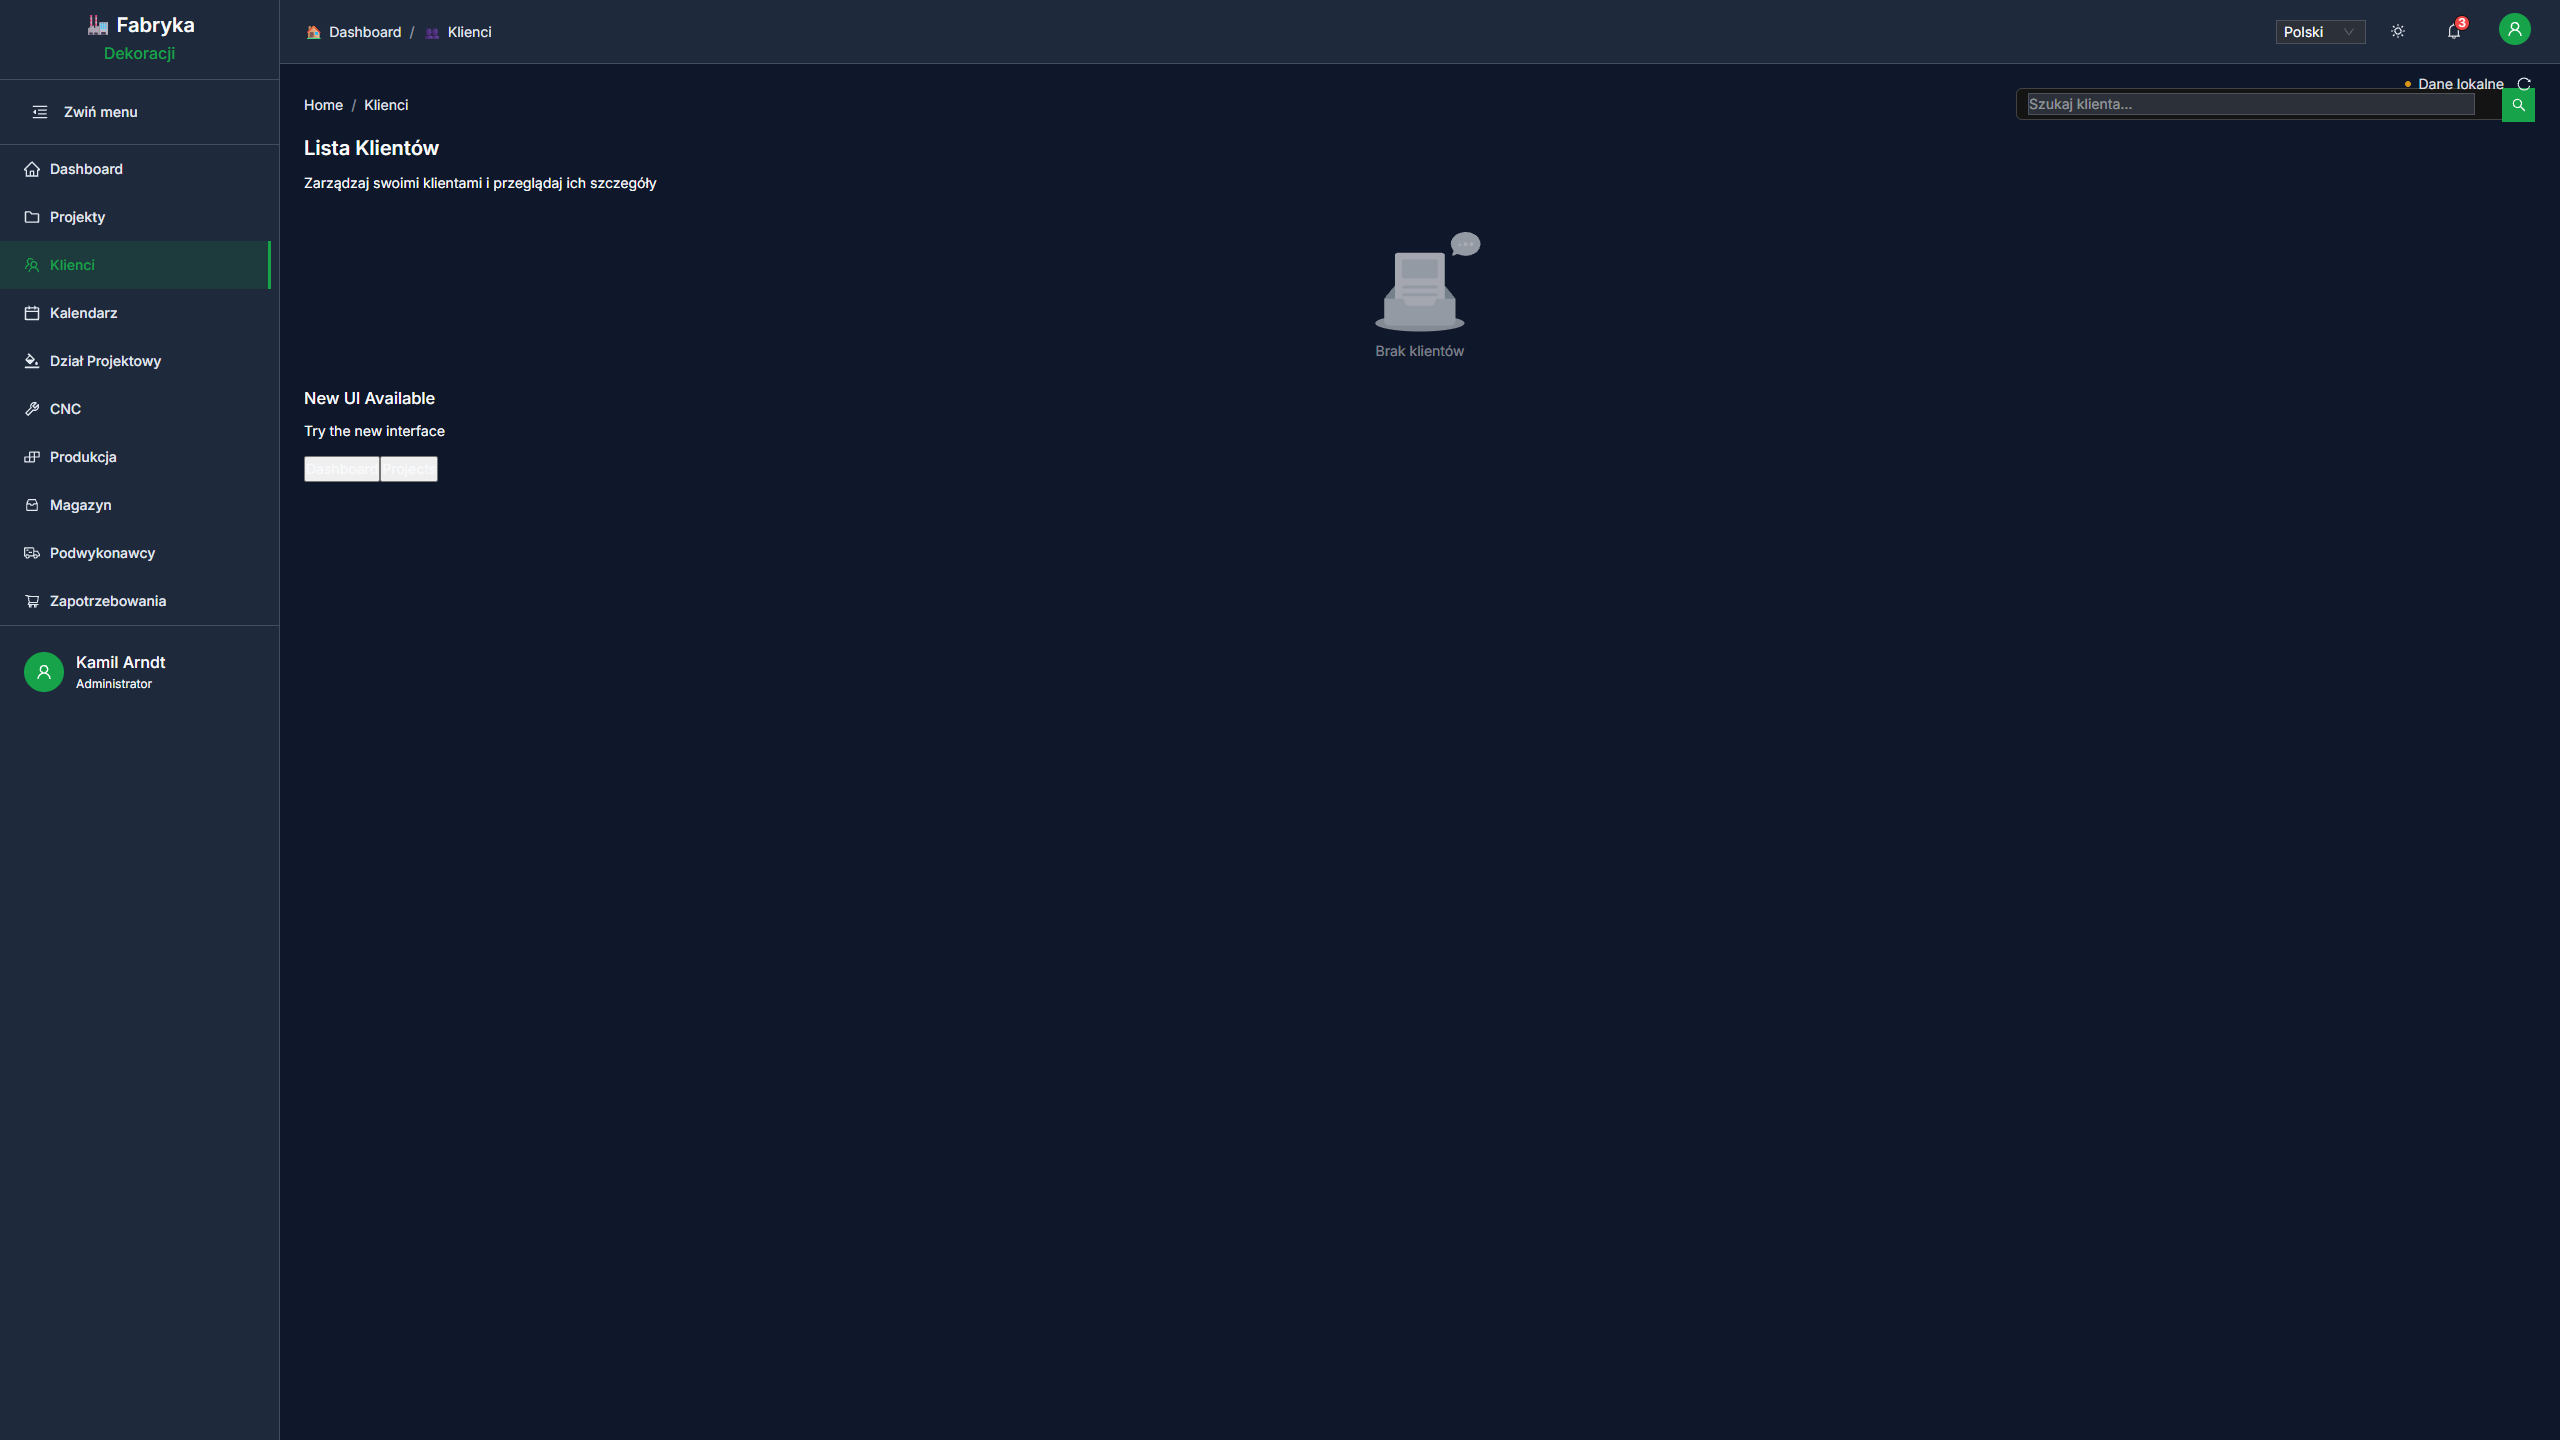 Fabryka
Dekoracji
Zwiń menu
Dashboard
Projekty
Klienci
Kalendarz
Dział Projektowy
CNC
Produkcja
Magazyn
Podwykonawcy
Zapotrzebowania
Kamil Arndt
Administrator
Dashboard / Klienci
Polski
3
Dane lokalne
Home / Klienci
Szukaj klienta...
Lista Klientów
Zarządzaj swoimi klientami i przeglądaj ich szczegóły
Brak klientów
New UI Available
Try the new interface
Dashboard Projects